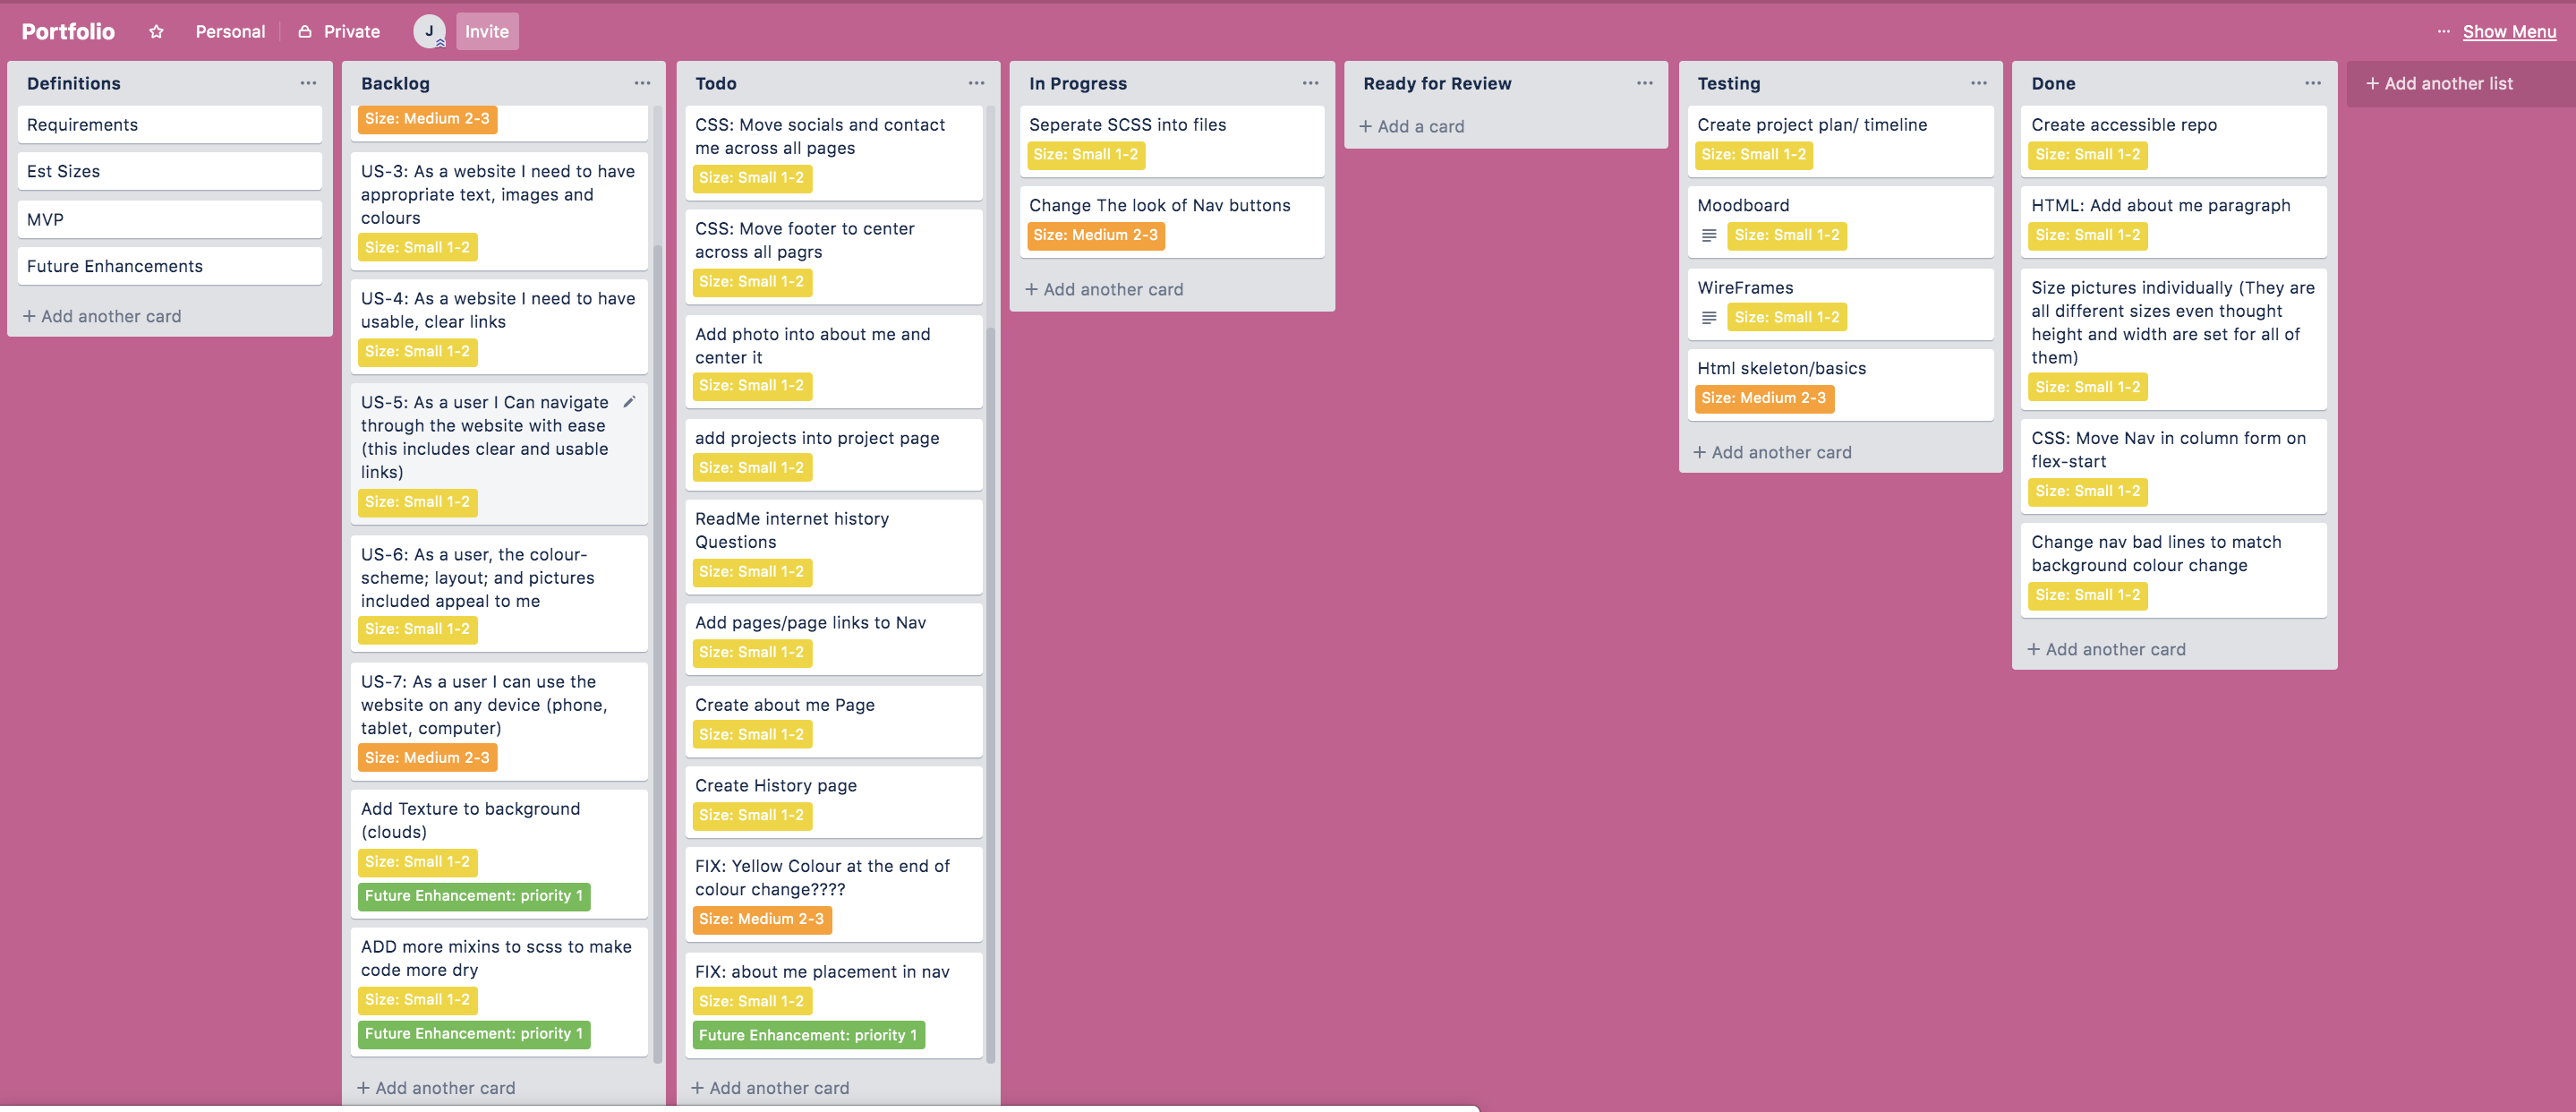 Portfolio
Personal
Private
J
Invite
··· Show Menu
Definitions
Requirements
Est Sizes
MVP
Future Enhancements
+ Add another card
Backlog
Size: Medium 2-3
US-3: As a website I need to have
appropriate text, images and
colours
Size: Small 1-2
US-4: As a website I need to have
usable, clear links
Size: Small 1-2
US-5: As a user I Can navigate
through the website with ease
(this includes clear and usable
links)
Size: Small 1-2
US-6: As a user, the colour-
scheme; layout; and pictures
included appeal to me
Size: Small 1-2
US-7: As a user I can use the
website on any device (phone,
tablet, computer)
Size: Medium 2-3
Add Texture to background
(clouds)
Size: Small 1-2
Future Enhancement: priority 1
ADD more mixins to scss to make
code more dry
Size: Small 1-2
Future Enhancement: priority 1
+ Add another card
Todo
CSS: Move socials and contact
me across all pages
Size: Small 1-2
CSS: Move footer to center
across all pagrs
Size: Small 1-2
Add photo into about me and
center it
Size: Small 1-2
add projects into project page
Size: Small 1-2
ReadMe internet history
Questions
Size: Small 1-2
Add pages/page links to Nav
Size: Small 1-2
Create about me Page
Size: Small 1-2
Create History page
Size: Small 1-2
FIX: Yellow Colour at the end of
colour change????
Size: Medium 2-3
FIX: about me placement in nav
Size: Small 1-2
Future Enhancement: priority 1
+ Add another card
In Progress
Seperate SCSS into files
Size: Small 1-2
Change The look of Nav buttons
Size: Medium 2-3
+ Add another card
Ready for Review
+ Add a card
Testing
Create project plan/ timeline
Size: Small 1-2
Moodboard
Size: Small 1-2
WireFrames
Size: Small 1-2
Html skeleton/basics
Size: Medium 2-3
+ Add another card
Done
Create accessible repo
Size: Small 1-2
HTML: Add about me paragraph
Size: Small 1-2
Size pictures individually (They are
all different sizes even thought
height and width are set for all of
them)
Size: Small 1-2
CSS: Move Nav in column form on
flex-start
Size: Small 1-2
Change nav bad lines to match
background colour change
Size: Small 1-2
+ Add another card
+ Add another list